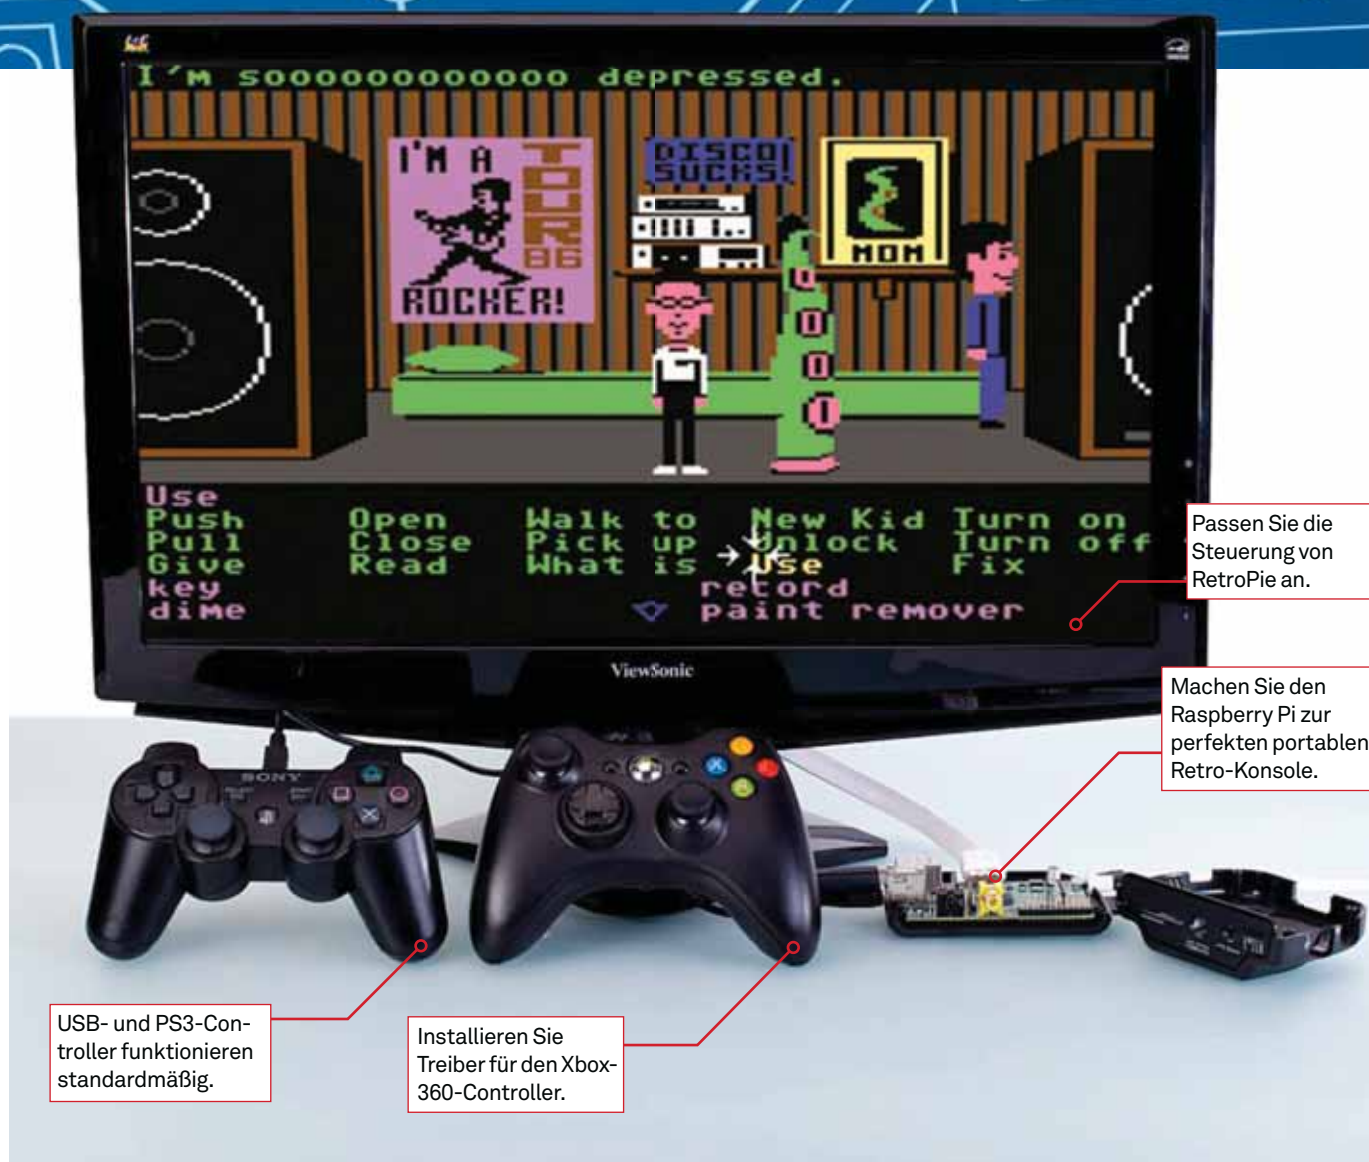 I'm sooooooooooooo depressed.
I'M A
TOUR
86
ROCKER!
DISCO
SUCKS!
MOM
Use
Push Open Walk to New Kid Turn on
Pull Close Pick up Unlock Turn off
Give Read What is Use Fix
key record
dime paint remover
ViewSonic
SONY
Passen Sie die
Steuerung von
RetroPie an.
Machen Sie den
Raspberry Pi zur
perfekten portablen
Retro-Konsole.
USB- und PS3-Con-
troller funktionieren
standardmäßig.
Installieren Sie
Treiber für den Xbox-
360-Controller.